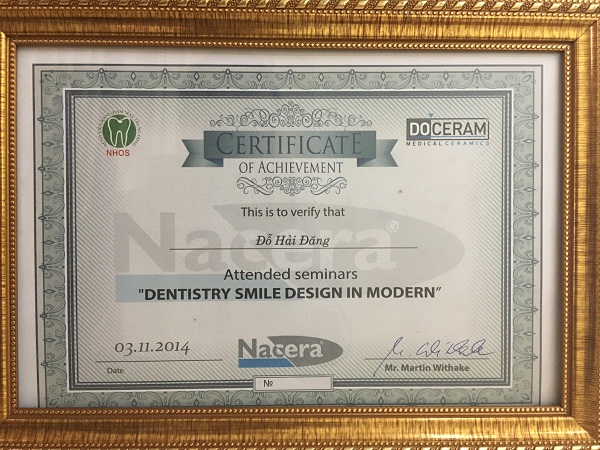 NHOS
CERTIFICATE
OF ACHIEVEMENT
DOCERAM
MEDICAL CERAMICS
This is to verify that
Nacera®
Đỗ Hải Đăng
Attended seminars
"DENTISTRY SMILE DESIGN IN MODERN”
03.11.2014
Date
Nacera®
№
Mr. Martin Withake